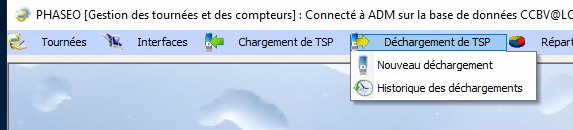 PHASEO [Gestion des tournées et des compteurs] : Connecté à ADM sur la base de données CCBV@LO
Tournées Interfaces Chargement de TSP Déchargement de TSP Répart
Nouveau déchargement
Historique des déchargements